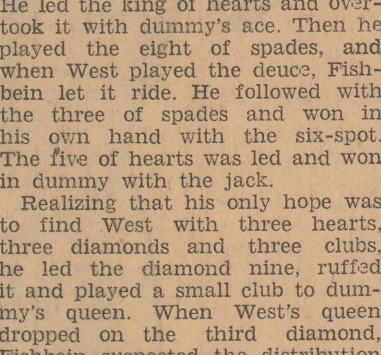 He led the king of hearts and over-
took it with dummy's ace. Then he
played the eight of spades, and
when West played the deuce, Fish-
bein let it ride. He followed with
the three of spades and won in
his own hand with the six-spot.
The five of hearts was led and won
in dummy with the jack.
Realizing that his only hope was
to find West with three hearts,
three diamonds and three clubs,
he led the diamond nine, ruffed
it and played a small club to dum-
my's queen. When West's queen
dropped on the third diamond,
Fishbein suspected the distribution